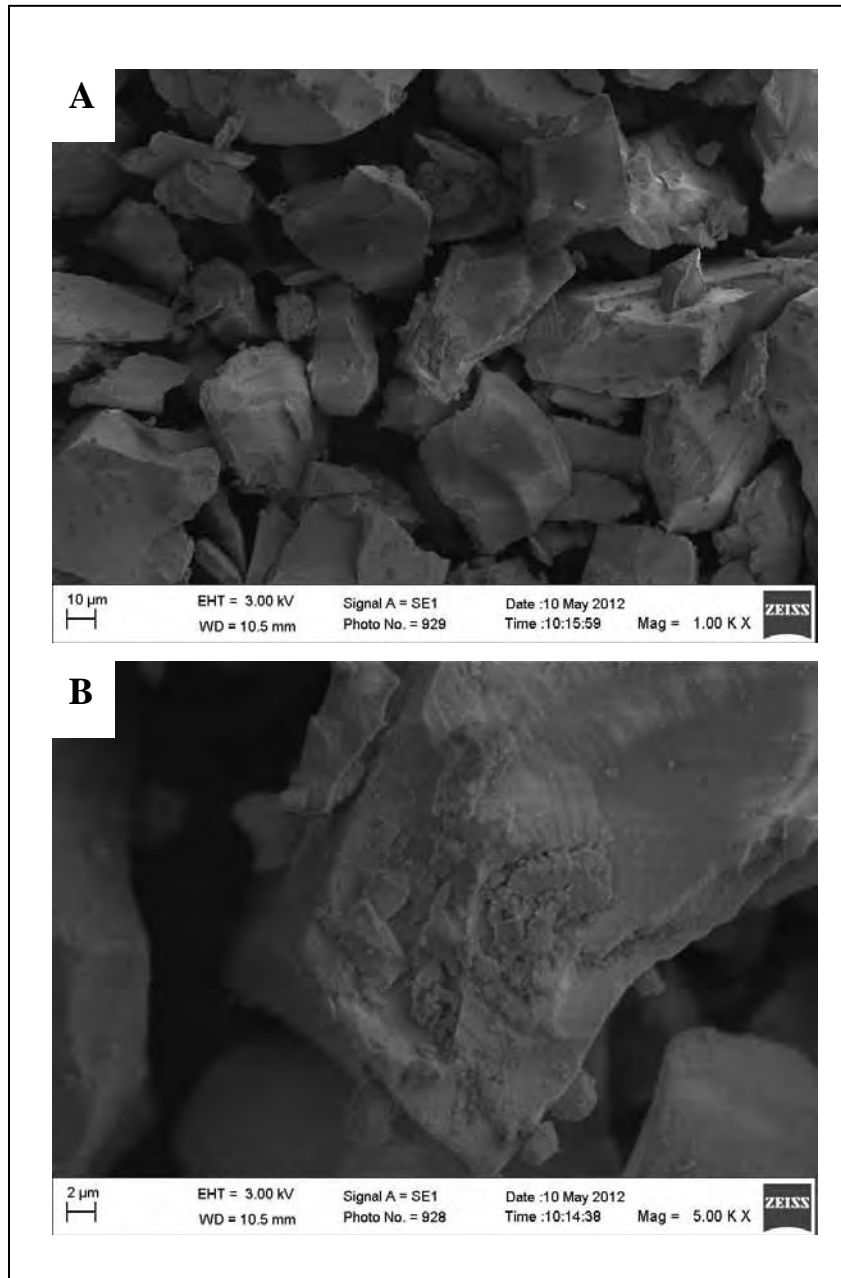 A
10 µm
EHT = 3.00 kV Signal A = SE1 Date :10 May 2012
WD = 10.5 mm Photo No. = 929 Time :10:15:59 Mag = 1.00 K X
ZEISS
B
2 µm
EHT = 3.00 kV Signal A = SE1 Date :10 May 2012
WD = 10.5 mm Photo No. = 928 Time :10:14:38 Mag = 5.00 K X
ZEISS